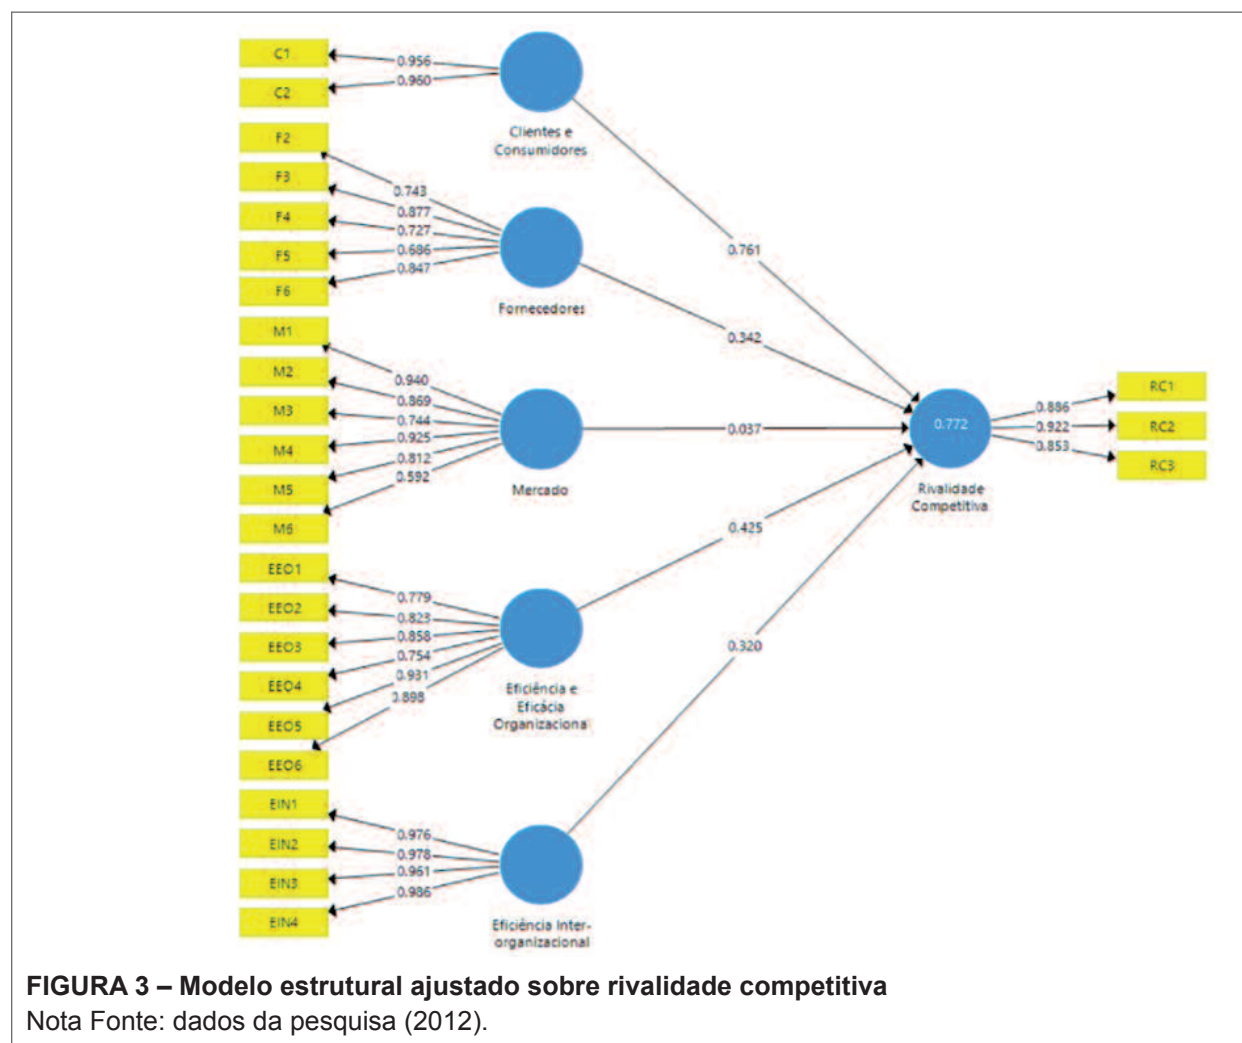 C1
C2
0.956
0.960
Clientes e
Consumidores
F2
F3
F4
F5
F6
0.743
0.877
0.727
0.686
0.847
Fornecedores
M1
M2
M3
M4
M5
M6
0.940
0.869
0.744
0.925
0.812
0.592
Mercado
EEO1
EEO2
EEO3
EEO4
EEO5
EEO6
0.779
0.823
0.858
0.754
0.931
0.898
Eficiência e
Eficácia
Organizacional
EIN1
EIN2
EIN3
EIN4
0.976
0.978
0.961
0.986
Eficiência Inter-
organizacional
0.761
0.342
0.037
0.425
0.320
0.772
Rivalidade
Competitiva
0.886
0.922
0.853
RC1
RC2
RC3
FIGURA 3 – Modelo estrutural ajustado sobre rivalidade competitiva
Nota Fonte: dados da pesquisa (2012).